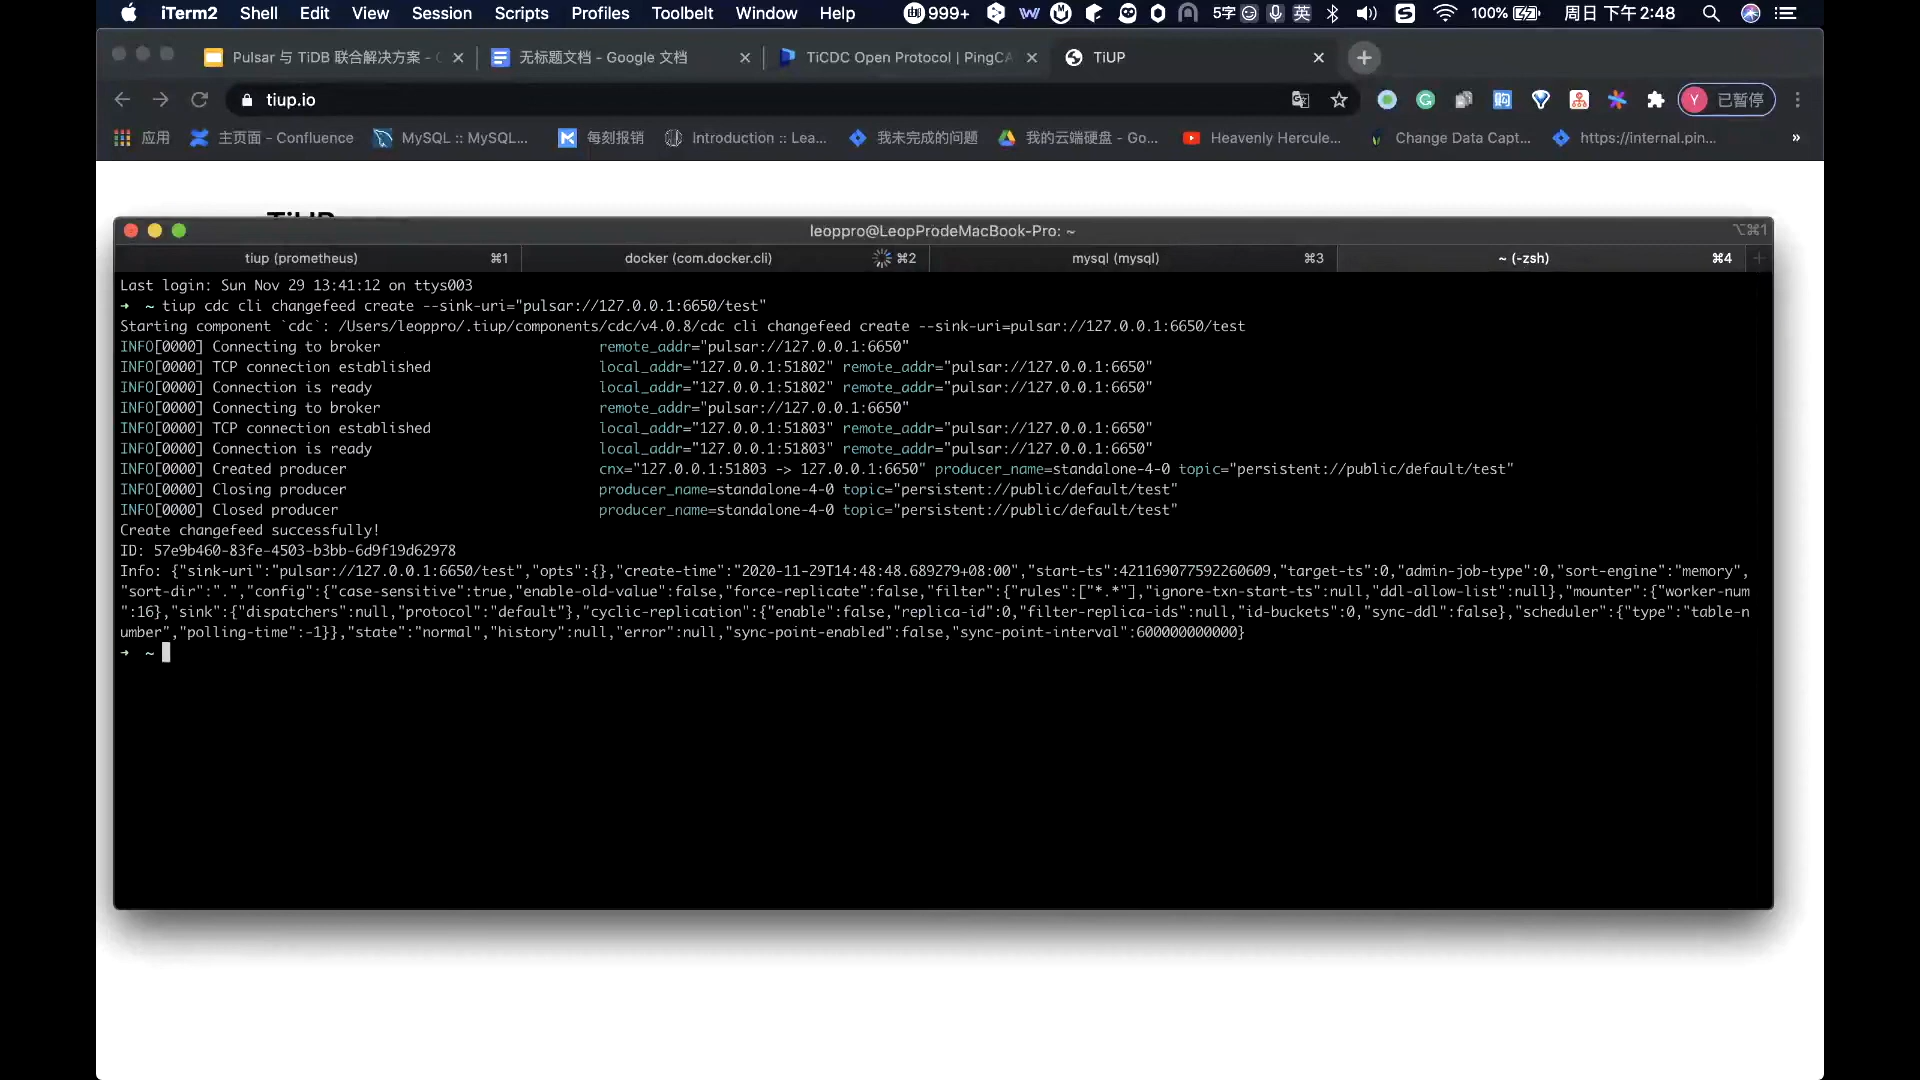 iTerm2 Shell Edit View Session Scripts Profiles Toolbelt Window Help 999+ 5字 英 100% 周日 下午 2:48
Pulsar 与 TiDB 联合解决方案 - 无标题文档 - Google 文档 TiCDC Open Protocol | PingCA TiUP
tiup.io Y 已暂停
应用 主页面 - Confluence MySQL :: MySQL... 每刻报销 Introduction :: Lea... 我未完成的问题 我的云端硬盘 - Go... Heavenly Hercule... Change Data Capt... https://internal.pin... »
TiUP
leoppro@LeopProdeMacBook-Pro: ~ ⌥⌘1
tiup (prometheus) ⌘1 docker (com.docker.cli) ⌘2 mysql (mysql) ⌘3 ~ (-zsh) ⌘4
Last login: Sun Nov 29 13:41:12 on ttys003
➜ ~ tiup cdc cli changefeed create --sink-uri="pulsar://127.0.0.1:6650/test"
Starting component `cdc`: /Users/leoppro/.tiup/components/cdc/v4.0.8/cdc cli changefeed create --sink-uri=pulsar://127.0.0.1:6650/test
INFO[0000] Connecting to broker remote_addr="pulsar://127.0.0.1:6650"
INFO[0000] TCP connection established local_addr="127.0.0.1:51802" remote_addr="pulsar://127.0.0.1:6650"
INFO[0000] Connection is ready local_addr="127.0.0.1:51802" remote_addr="pulsar://127.0.0.1:6650"
INFO[0000] Connecting to broker remote_addr="pulsar://127.0.0.1:6650"
INFO[0000] TCP connection established local_addr="127.0.0.1:51803" remote_addr="pulsar://127.0.0.1:6650"
INFO[0000] Connection is ready local_addr="127.0.0.1:51803" remote_addr="pulsar://127.0.0.1:6650"
INFO[0000] Created producer cnx="127.0.0.1:51803 -> 127.0.0.1:6650" producer_name=standalone-4-0 topic="persistent://public/default/test"
INFO[0000] Closing producer producer_name=standalone-4-0 topic="persistent://public/default/test"
INFO[0000] Closed producer producer_name=standalone-4-0 topic="persistent://public/default/test"
Create changefeed successfully!
ID: 57e9b460-83fe-4503-b3bb-6d9f19d62978
Info: {"sink-uri":"pulsar://127.0.0.1:6650/test","opts":{},"create-time":"2020-11-29T14:48:48.689279+08:00","start-ts":421169077592260609,"target-ts":0,"admin-job-type":0,"sort-engine":"memory",
"sort-dir":".","config":{"case-sensitive":true,"enable-old-value":false,"force-replicate":false,"filter":{"rules":["*.*"],"ignore-txn-start-ts":null,"ddl-allow-list":null},"mounter":{"worker-num
":16},"sink":{"dispatchers":null,"protocol":"default"},"cyclic-replication":{"enable":false,"replica-id":0,"filter-replica-ids":null,"id-buckets":0,"sync-ddl":false},"scheduler":{"type":"table-n
umber","polling-time":-1}},"state":"normal","history":null,"error":null,"sync-point-enabled":false,"sync-point-interval":600000000000}
➜ ~